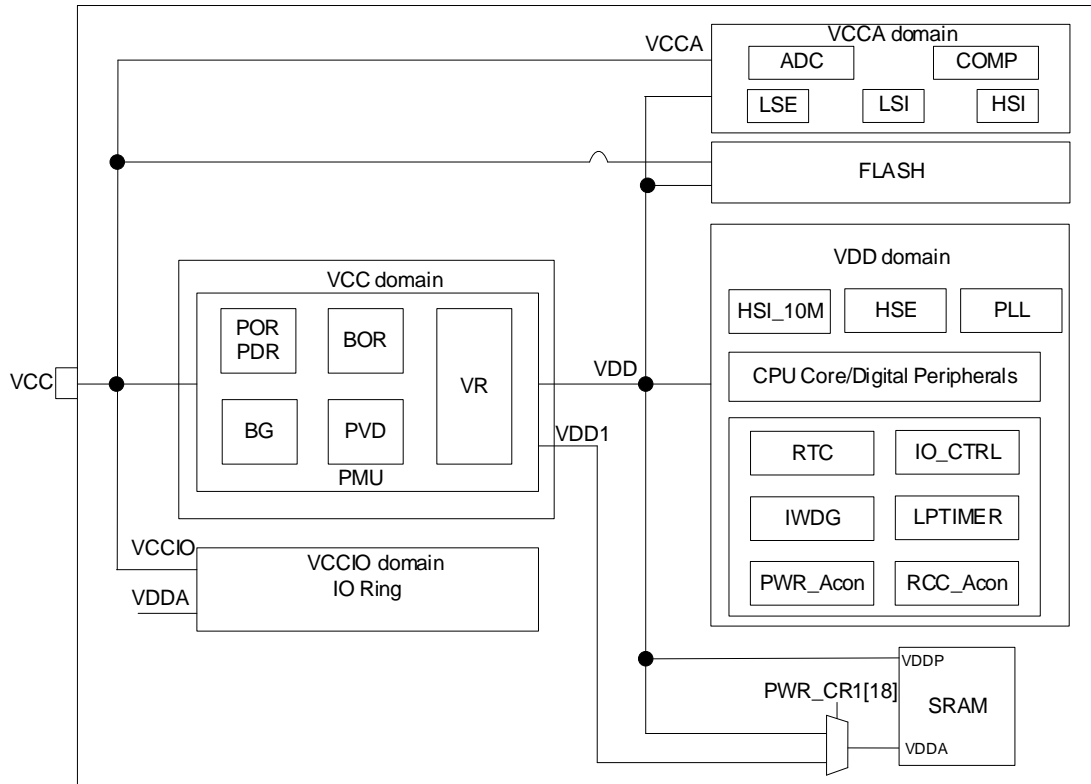 VCCA domain
VCCA
ADC
COMP
LSE
LSI
HSI
FLASH
VCC domain
POR
PDR
BOR
VR
BG
PVD
PMU
VCC
VDD
VDD1
VDD domain
HSI_10M
HSE
PLL
CPU Core/Digital Peripherals
RTC
IO_CTRL
IWDG
LPTIMER
PWR_Acon
RCC_Acon
VCCIO
VDDA
VCCIO domain
IO Ring
PWR_CR1[18]
VDDP
SRAM
VDDA